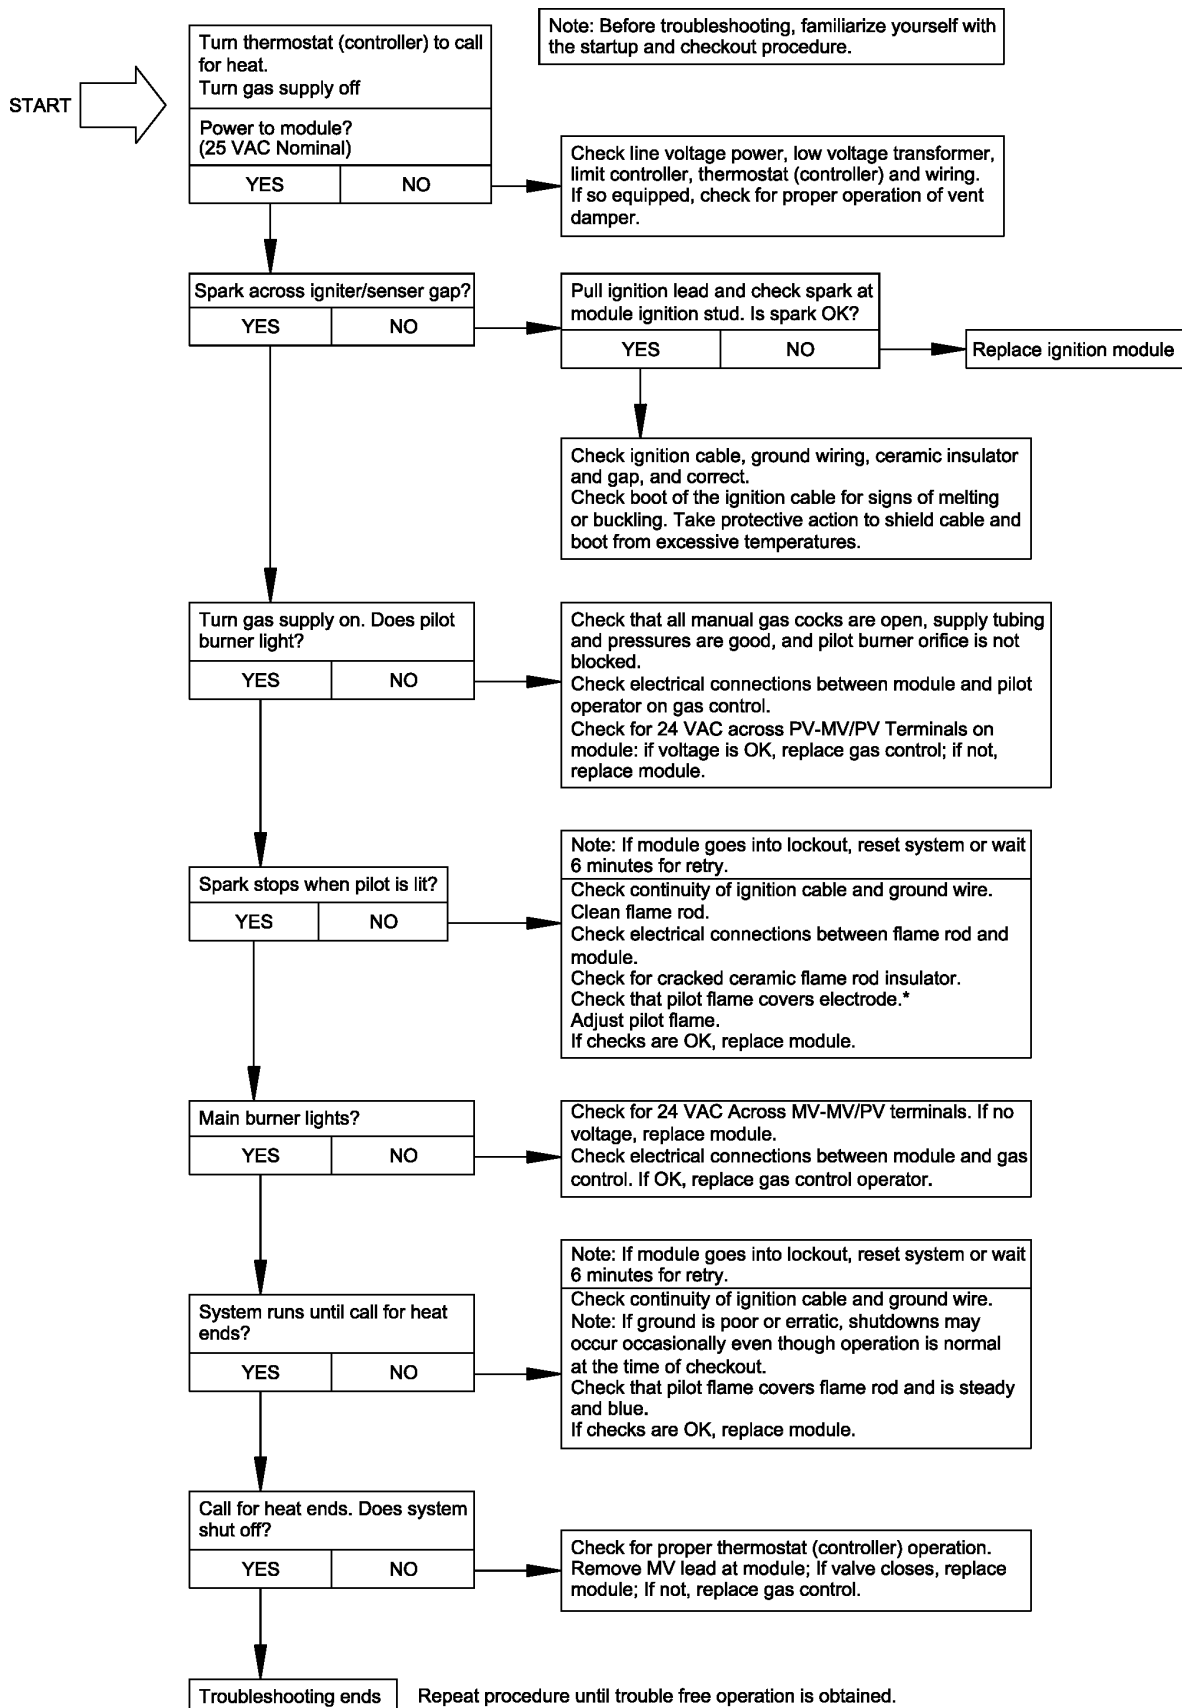 Note: Before troubleshooting, familiarize yourself with
the startup and checkout procedure.
START
Turn thermostat (controller) to call
for heat.
Turn gas supply off
Power to module?
(25 VAC Nominal)
YES
NO
Check line voltage power, low voltage transformer,
limit controller, thermostat (controller) and wiring.
If so equipped, check for proper operation of vent
damper.
Spark across igniter/senser gap?
YES
NO
Pull ignition lead and check spark at
module ignition stud. Is spark OK?
YES
NO
Replace ignition module
Check ignition cable, ground wiring, ceramic insulator
and gap, and correct.
Check boot of the ignition cable for signs of melting
or buckling. Take protective action to shield cable and
boot from excessive temperatures.
Turn gas supply on. Does pilot
burner light?
YES
NO
Check that all manual gas cocks are open, supply tubing
and pressures are good, and pilot burner orifice is not
blocked.
Check electrical connections between module and pilot
operator on gas control.
Check for 24 VAC across PV-MV/PV Terminals on
module: if voltage is OK, replace gas control; if not,
replace module.
Spark stops when pilot is lit?
YES
NO
Note: If module goes into lockout, reset system or wait
6 minutes for retry.
Check continuity of ignition cable and ground wire.
Clean flame rod.
Check electrical connections between flame rod and
module.
Check for cracked ceramic flame rod insulator.
Check that pilot flame covers electrode.*
Adjust pilot flame.
If checks are OK, replace module.
Main burner lights?
YES
NO
Check for 24 VAC Across MV-MV/PV terminals. If no
voltage, replace module.
Check electrical connections between module and gas
control. If OK, replace gas control operator.
System runs until call for heat
ends?
YES
NO
Note: If module goes into lockout, reset system or wait
6 minutes for retry.
Check continuity of ignition cable and ground wire.
Note: If ground is poor or erratic, shutdowns may
occur occasionally even though operation is normal
at the time of checkout.
Check that pilot flame covers flame rod and is steady
and blue.
If checks are OK, replace module.
Call for heat ends. Does system
shut off?
YES
NO
Check for proper thermostat (controller) operation.
Remove MV lead at module; If valve closes, replace
module; If not, replace gas control.
Troubleshooting ends
Repeat procedure until trouble free operation is obtained.